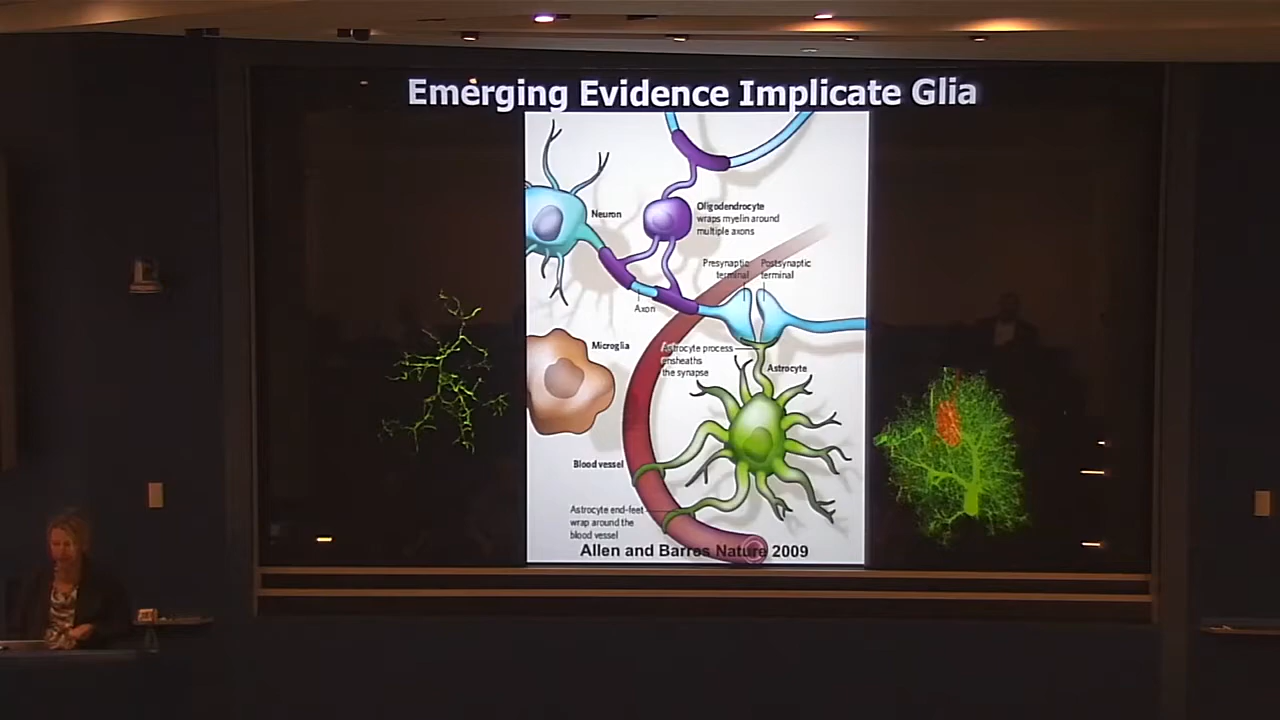 Emerging Evidence Implicate Glia
Neuron
Oligodendrocyte
wraps myelin around
multiple axons
Presynaptic
terminal
Postsynaptic
terminal
Axon
Microglia
Astrocyte process
ensheaths
the synapse
Astrocyte
Blood vessel
Astrocyte end-feet
wrap around the
blood vessel
Allen and Barres Nature 2009